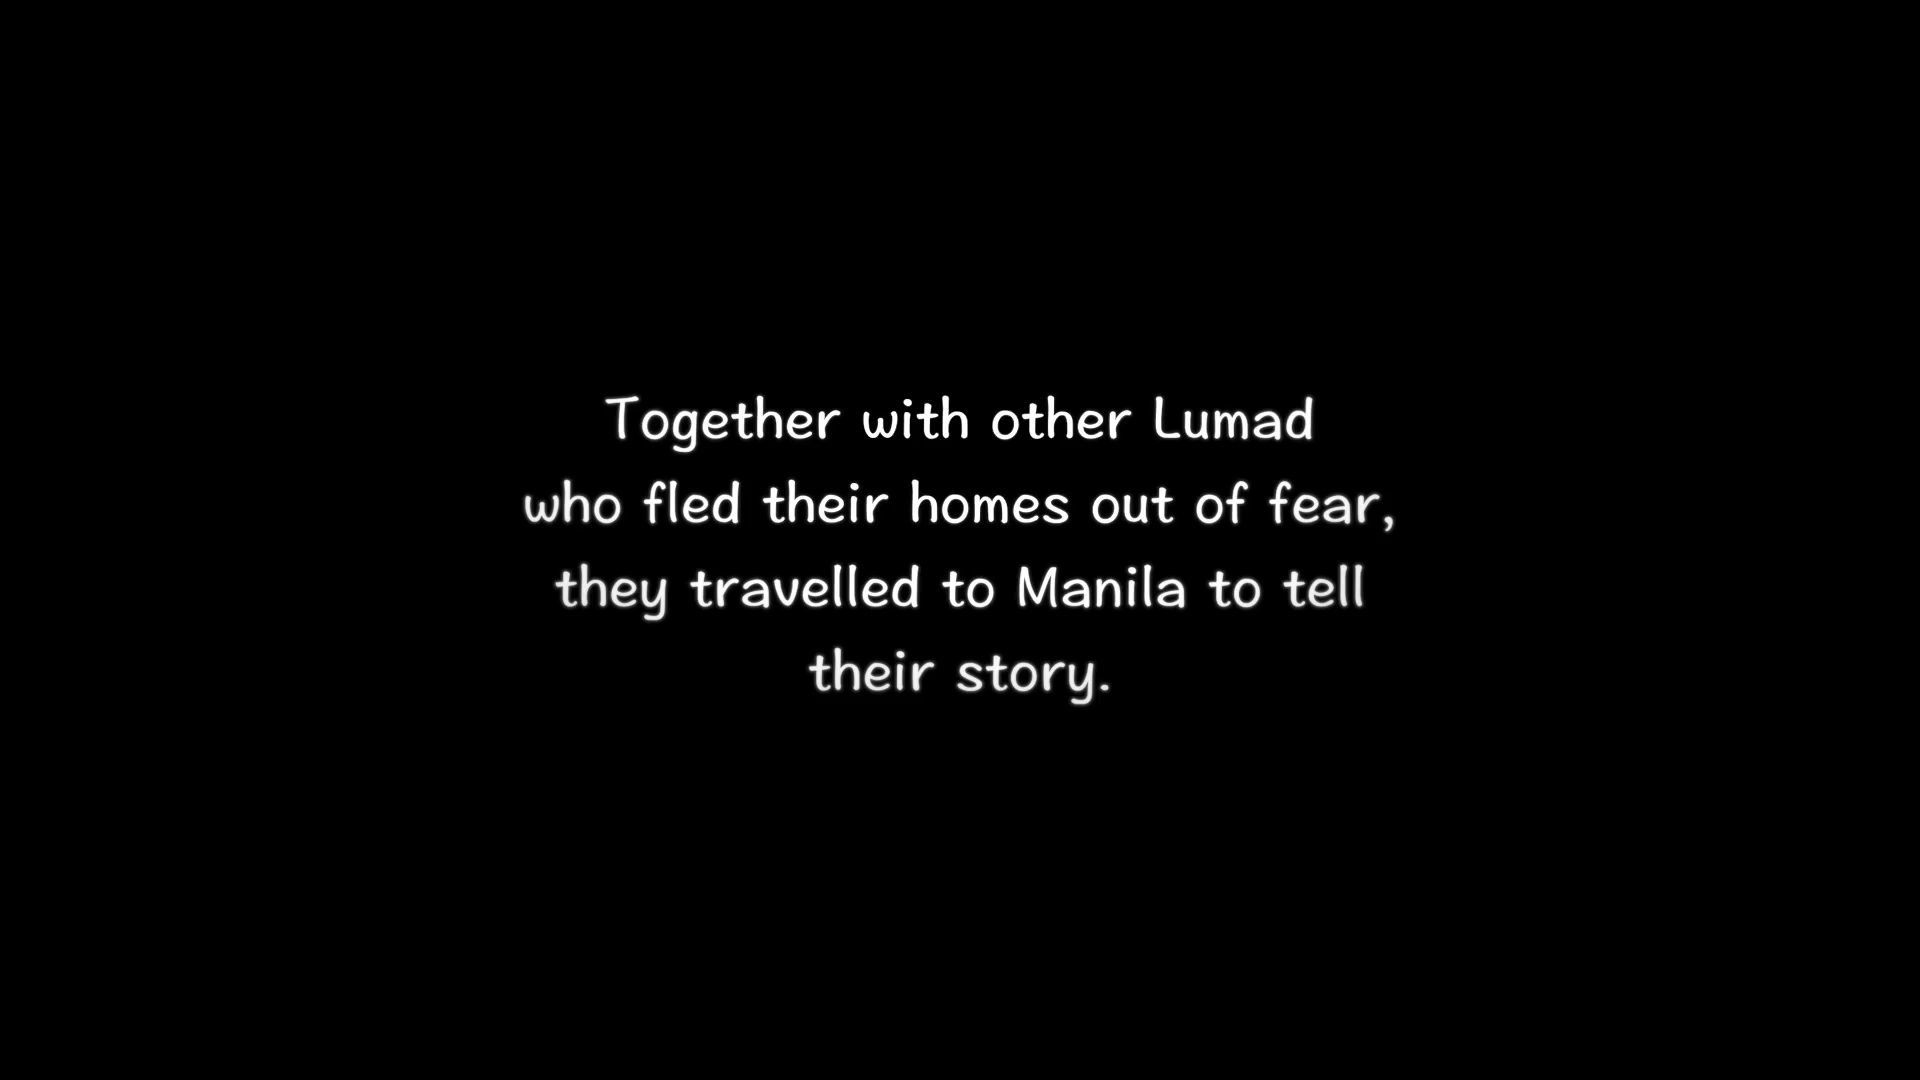 Together with other Lumad
who fled their homes out of fear,
they travelled to Manila to tell
their story.